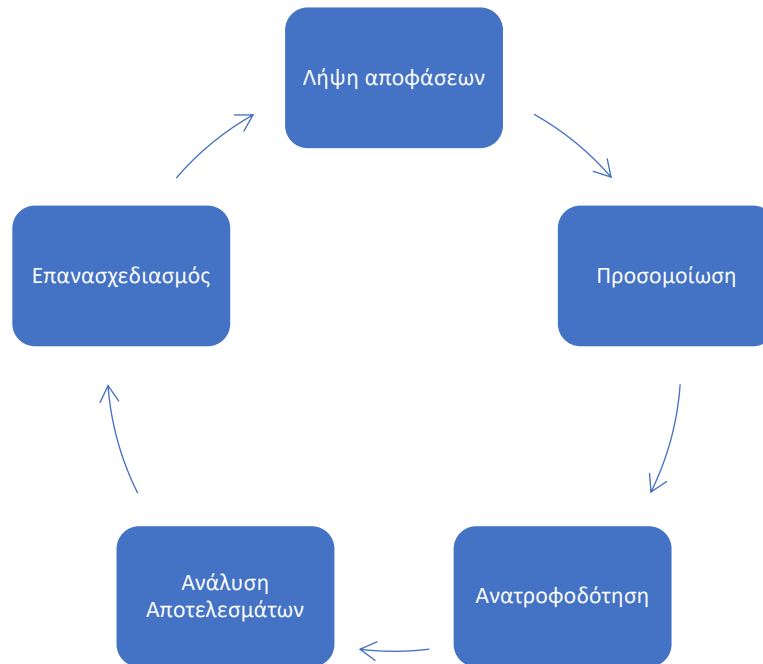 Λήψη αποφάσεων
Προσομοίωση
Ανατροφοδότηση
Ανάλυση
Αποτελεσμάτων
Επανασχεδιασμός